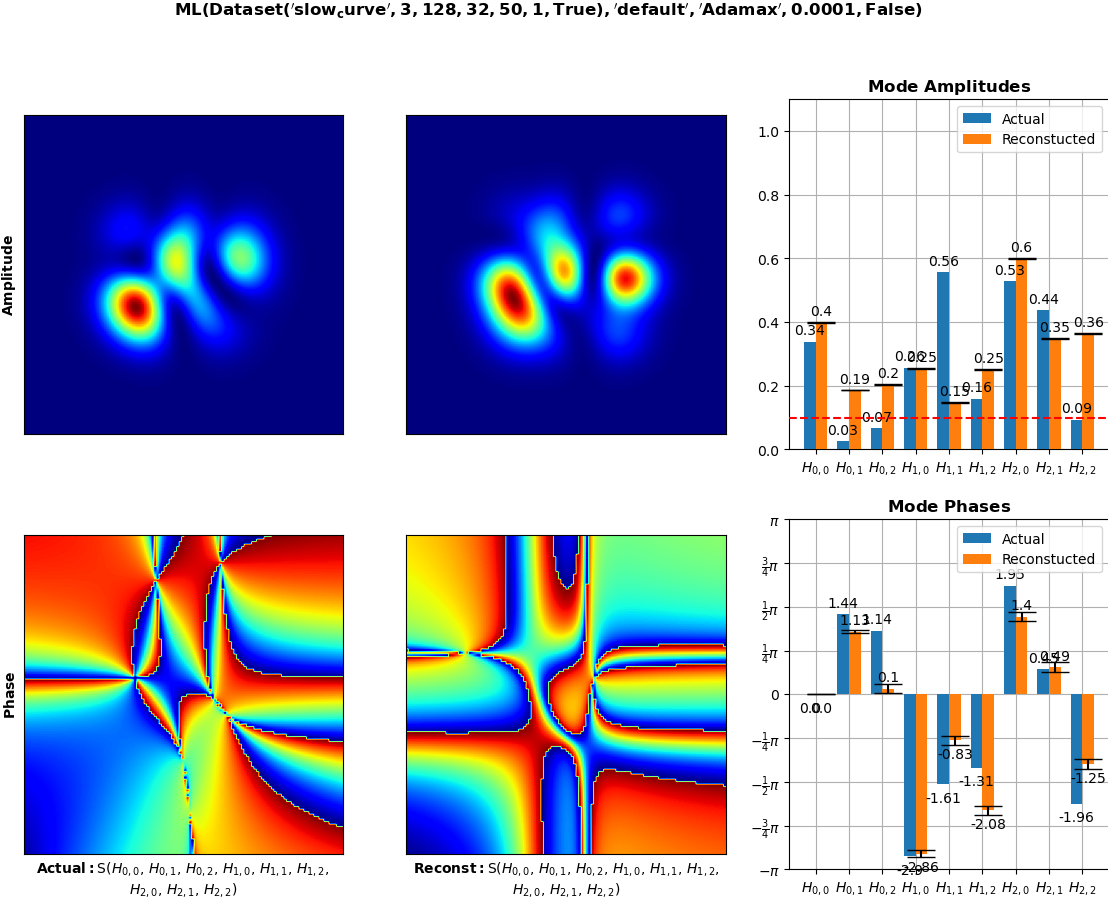 ML(Dataset('slow_curve', 3, 128, 32, 50, 1, True), 'default', 'Adamax', 0.0001, False)
Amplitude
Mode Amplitudes
Actual
Reconstucted
1.0
0.8
0.6
0.4
0.2
0.0
0.34
0.03
0.07
0.26
0.56
0.16
0.53
0.44
0.09
0.4
0.19
0.2
0.25
0.15
0.25
0.6
0.35
0.36
H0,0 H0,1 H0,2 H1,0 H1,1 H1,2 H2,0 H2,1 H2,2
Phase
Actual: S(H0,0, H0,1, H0,2, H1,0, H1,1, H1,2,
H2,0, H2,1, H2,2)
Reconst: S(H0,0, H0,1, H0,2, H1,0, H1,1, H1,2,
H2,0, H2,1, H2,2)
Mode Phases
Actual
Reconstucted
π
3/4π
1/2π
1/4π
0
−1/4π
−1/2π
−3/4π
−π
0.0
1.44
1.14
-1.61
-1.31
1.95
0.45
-1.96
0.0
1.13
0.1
-2.86
-0.83
-2.08
1.4
0.49
-1.25
H0,0 H0,1 H0,2 H1,0 H1,1 H1,2 H2,0 H2,1 H2,2